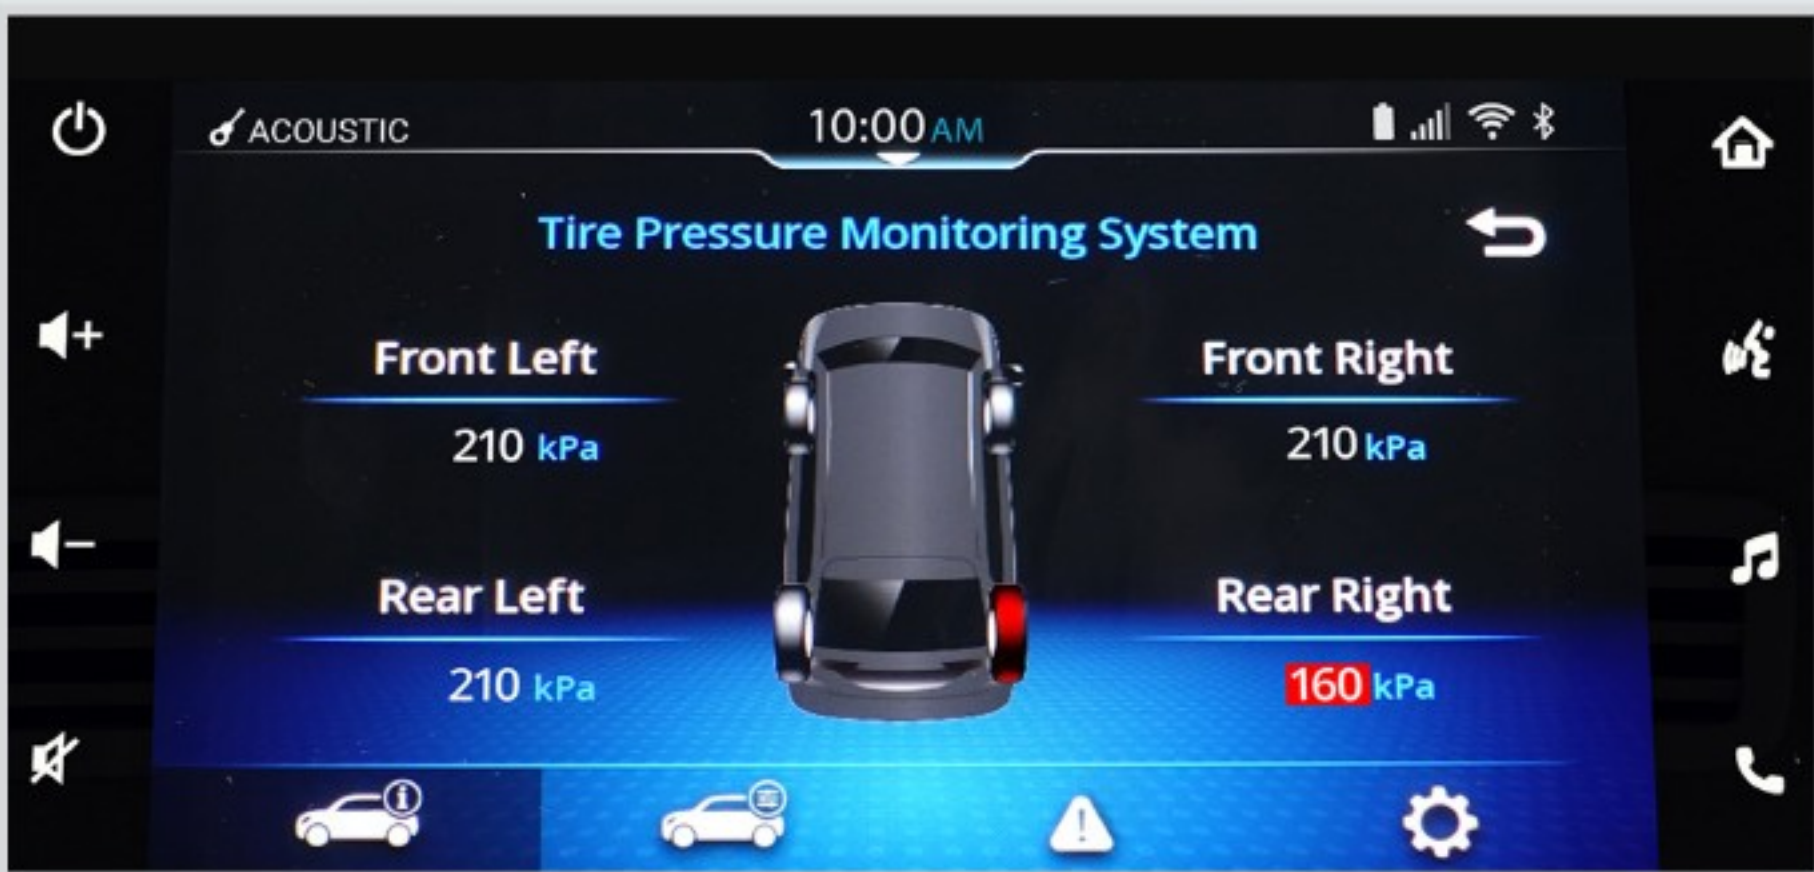 ACOUSTIC
10:00 AM
Tire Pressure Monitoring System
Front Left
210 kPa
Front Right
210 kPa
Rear Left
210 kPa
Rear Right
160 kPa